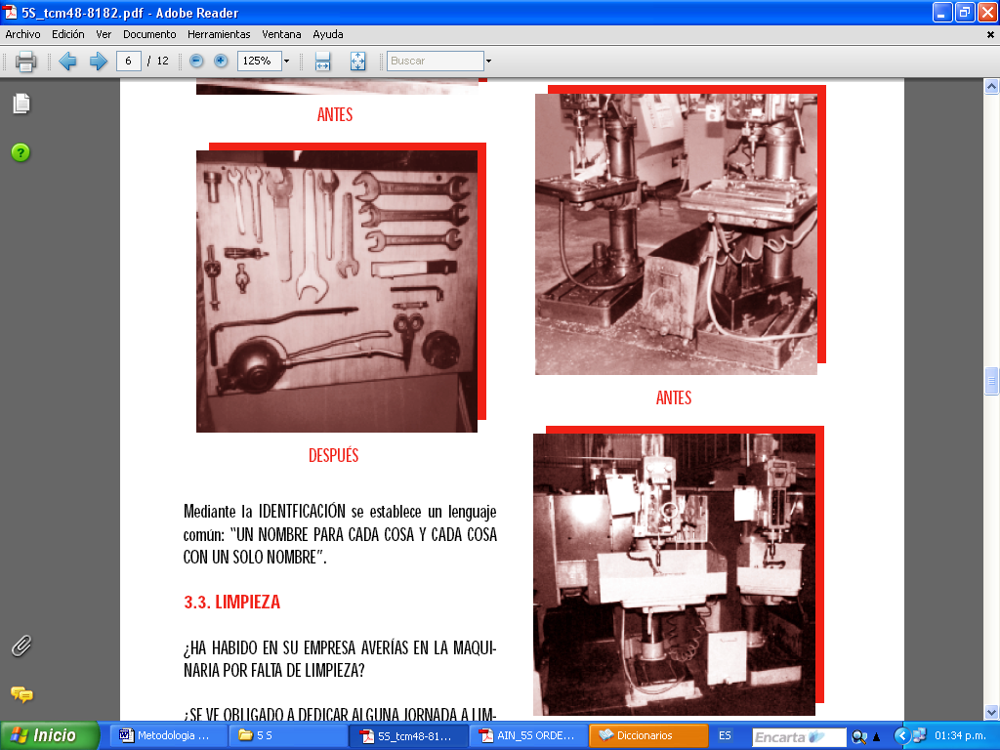 5S_tcm48-8182.pdf - Adobe Reader
Archivo Edición Ver Documento Herramientas Ventana Ayuda
6 / 12 125% Buscar
ANTES
DESPUÉS
Mediante la IDENTFICACIÓN se establece un lenguaje
común: “UN NOMBRE PARA CADA COSA Y CADA COSA
CON UN SOLO NOMBRE”.
3.3. LIMPIEZA
¿HA HABIDO EN SU EMPRESA AVERÍAS EN LA MAQUI-
NARIA POR FALTA DE LIMPIEZA?
¿SE VE OBLIGADO A DEDICAR ALGUNA JORNADA A LIM-
ANTES
Inicio Metodologia ... 5 S 5S_tcm48-81... AIN_5S ORDE... Diccionarios ES Encarta 01:34 p.m.